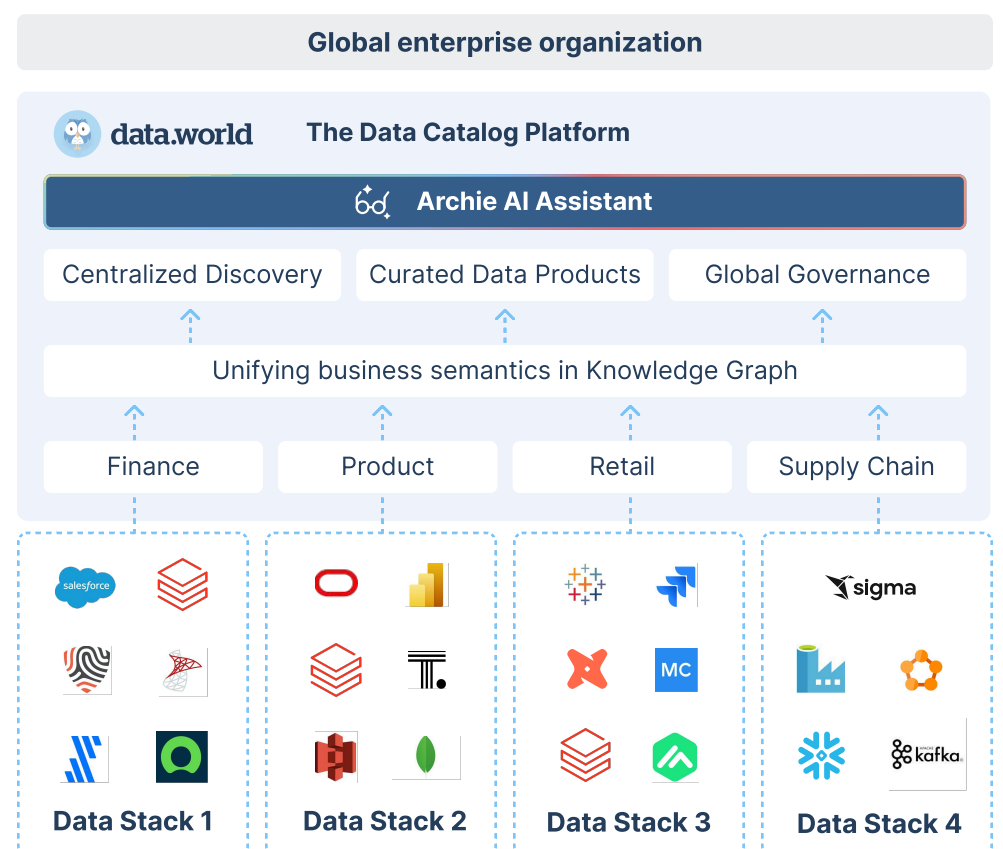 Global enterprise organization
data.world The Data Catalog Platform
Archie AI Assistant
Centralized Discovery Curated Data Products Global Governance
Unifying business semantics in Knowledge Graph
Finance Product Retail Supply Chain
salesforce
sigma
T.
MC
APACHE kafka
Data Stack 1 Data Stack 2 Data Stack 3 Data Stack 4